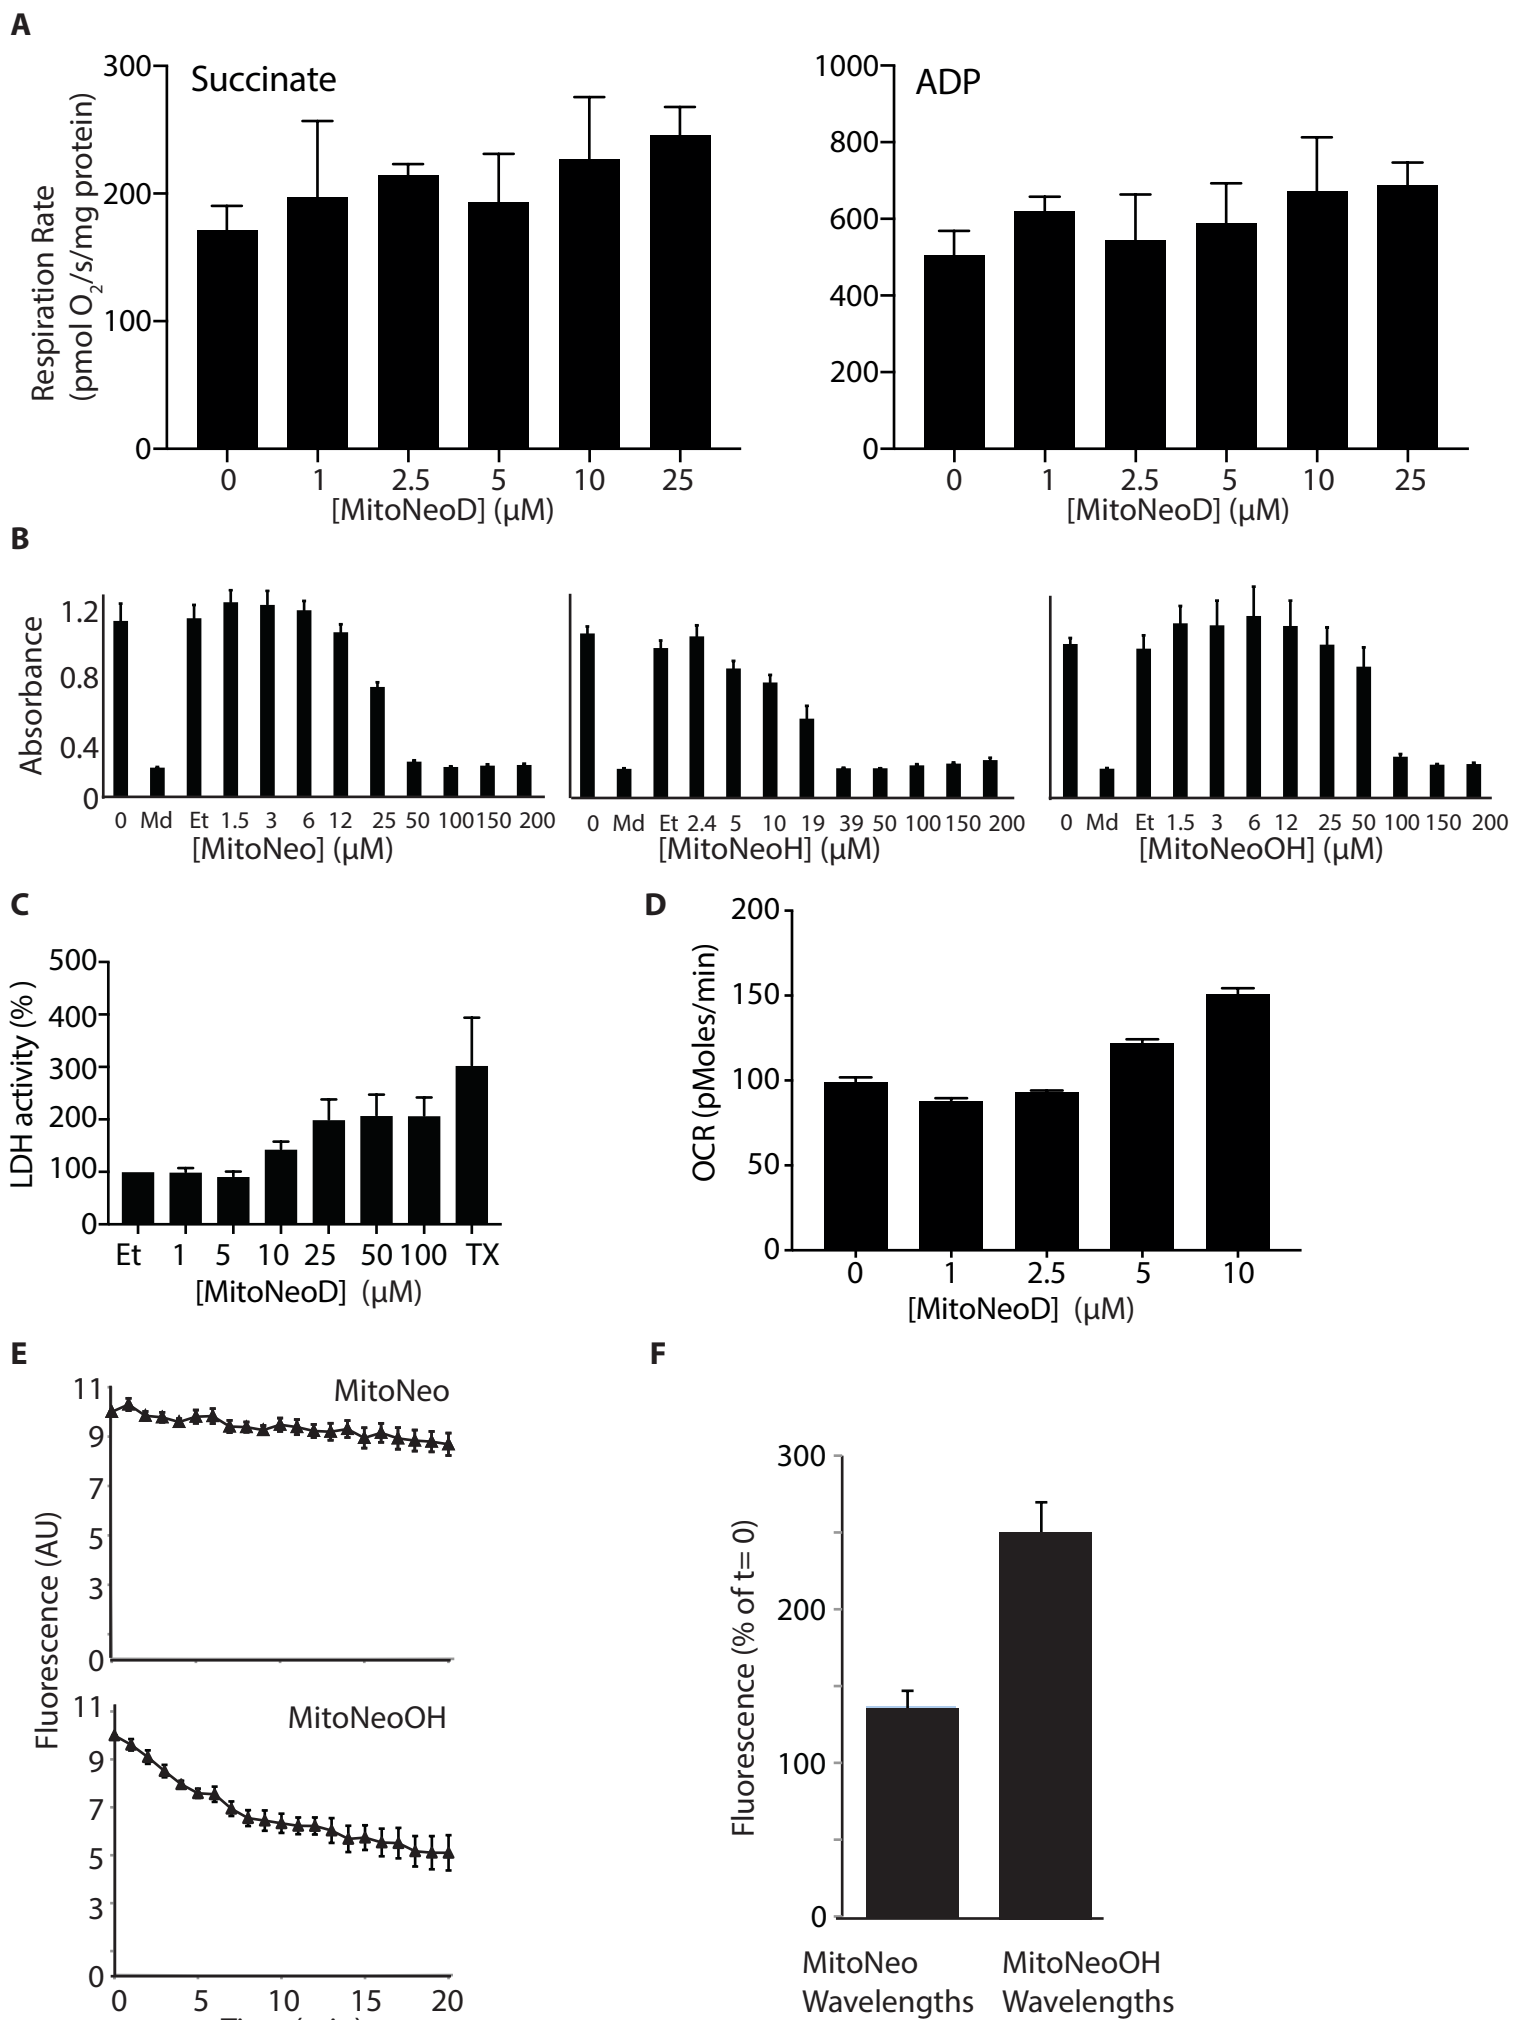 A
Succinate
300
200
100
0
Respiration Rate
(pmol O2/s/mg protein)
0 1 2.5 5 10 25
[MitoNeoD] (µM)
ADP
1000
800
600
400
200
0
0 1 2.5 5 10 25
[MitoNeoD] (µM)
B
Absorbance
1.2
0.8
0.4
0
0 Md Et 1.5 3 6 12 25 50 100 150 200
[MitoNeo] (µM)
0 Md Et 2.4 5 10 19 39 50 100 150 200
[MitoNeoH] (µM)
0 Md Et 1.5 3 6 12 25 50 100 150 200
[MitoNeoOH] (µM)
C
LDH activity (%)
500
400
300
200
100
0
Et 1 5 10 25 50 100 TX
[MitoNeoD] (µM)
D
OCR (pMoles/min)
200
150
100
50
0
0 1 2.5 5 10
[MitoNeoD] (µM)
E
Fluorescence (AU)
MitoNeo
11
9
7
5
3
0
MitoNeoOH
11
9
7
5
3
0
0 5 10 15 20
F
Fluorescence (% of t= 0)
300
200
100
0
MitoNeo
Wavelengths
MitoNeoOH
Wavelengths